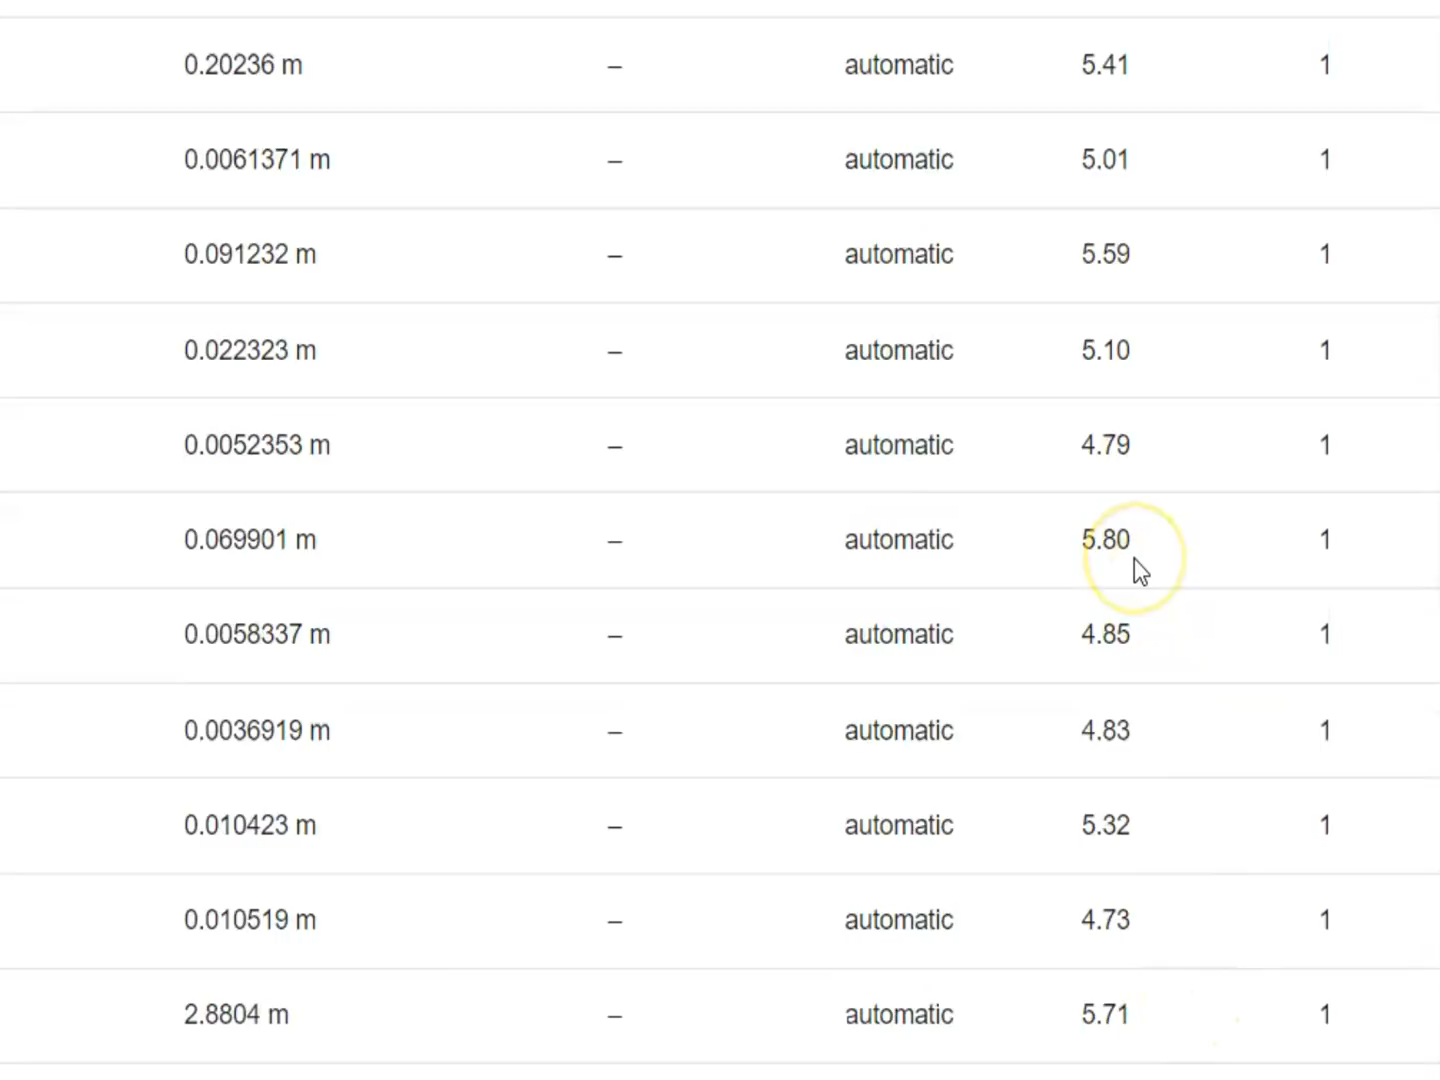 0.20236 m – automatic 5.41 1
0.0061371 m – automatic 5.01 1
0.091232 m – automatic 5.59 1
0.022323 m – automatic 5.10 1
0.0052353 m – automatic 4.79 1
0.069901 m – automatic 5.80 1
0.0058337 m – automatic 4.85 1
0.0036919 m – automatic 4.83 1
0.010423 m – automatic 5.32 1
0.010519 m – automatic 4.73 1
2.8804 m – automatic 5.71 1